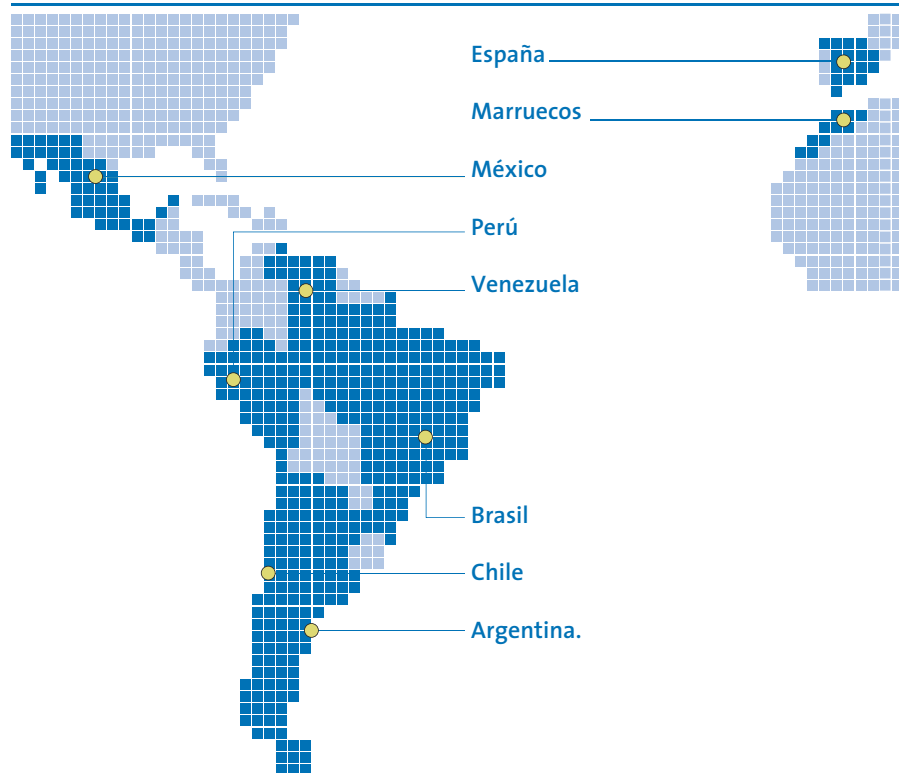 España
Marruecos
México
Perú
Venezuela
Brasil
Chile
Argentina.